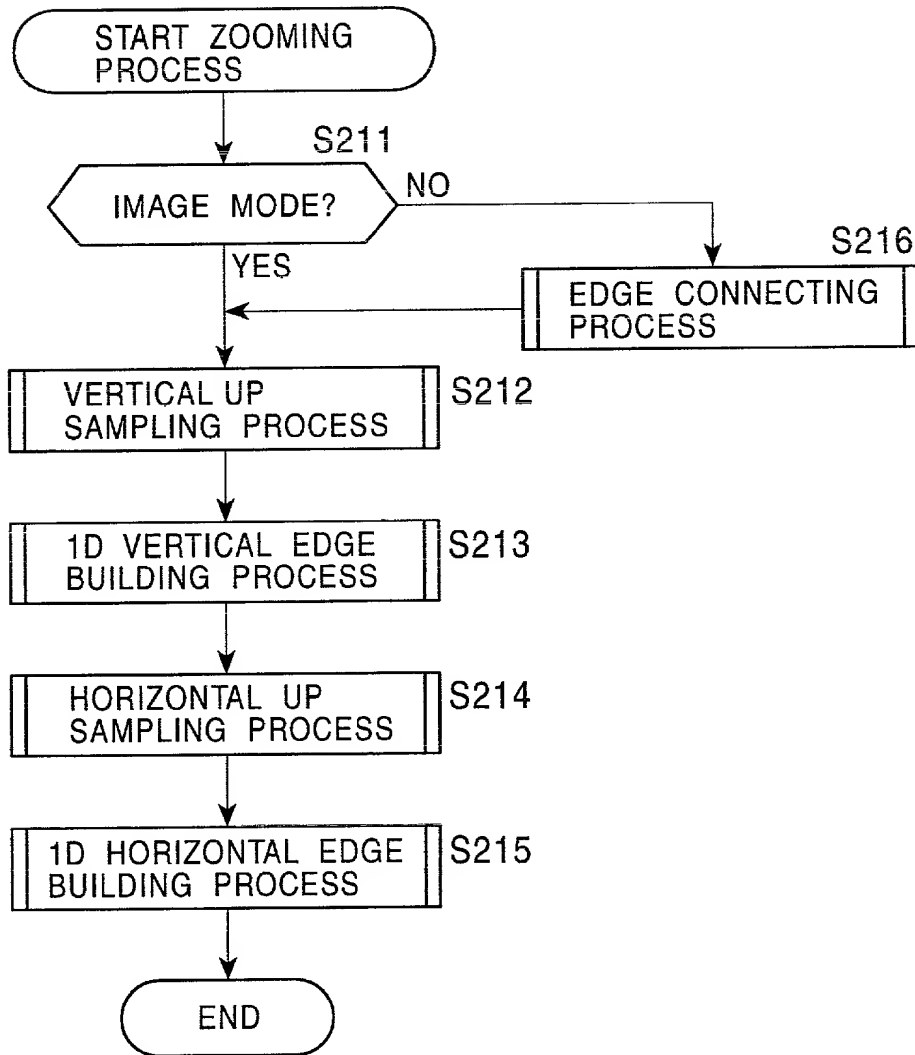 START ZOOMING
PROCESS
S211
IMAGE MODE?
NO
YES
S216
EDGE CONNECTING
PROCESS
VERTICAL UP
SAMPLING PROCESS
S212
1D VERTICAL EDGE
BUILDING PROCESS
S213
HORIZONTAL UP
SAMPLING PROCESS
S214
1D HORIZONTAL EDGE
BUILDING PROCESS
S215
END